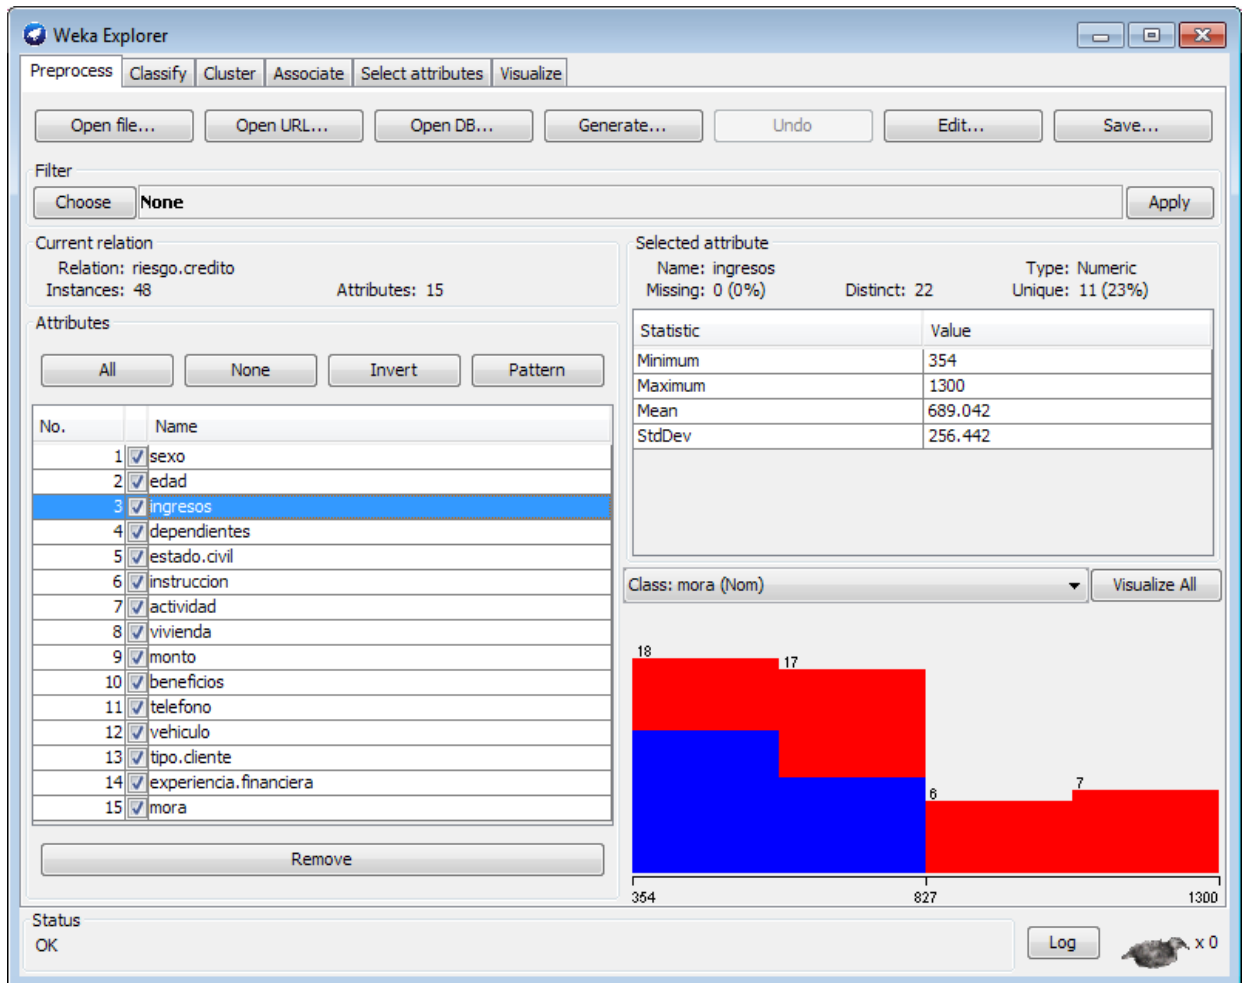 Weka Explorer
Preprocess Classify Cluster Associate Select attributes Visualize
Open file... Open URL... Open DB... Generate... Undo Edit... Save...
Filter
Choose None Apply
Current relation
Relation: riesgo.credito
Instances: 48 Attributes: 15
Selected attribute
Name: ingresos Type: Numeric
Missing: 0 (0%) Distinct: 22 Unique: 11 (23%)
Attributes
All None Invert Pattern
No. Name
1 sexo
2 edad
3 ingresos
4 dependientes
5 estado.civil
6 instruccion
7 actividad
8 vivienda
9 monto
10 beneficios
11 telefono
12 vehiculo
13 tipo.cliente
14 experiencia.financiera
15 mora
Remove
Statistic Value
Minimum 354
Maximum 1300
Mean 689.042
StdDev 256.442
Class: mora (Nom) Visualize All
18 17 6 7
354 827 1300
Status
OK
Log x 0